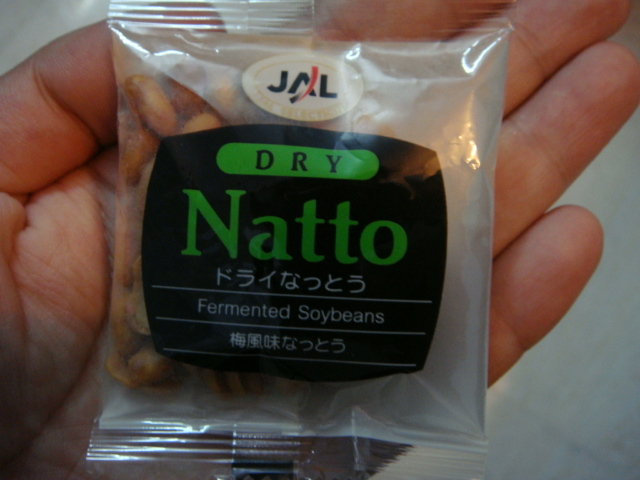 JAL
DRY
Natto
ドライなっとう
Fermented Soybeans
梅風味なっとう